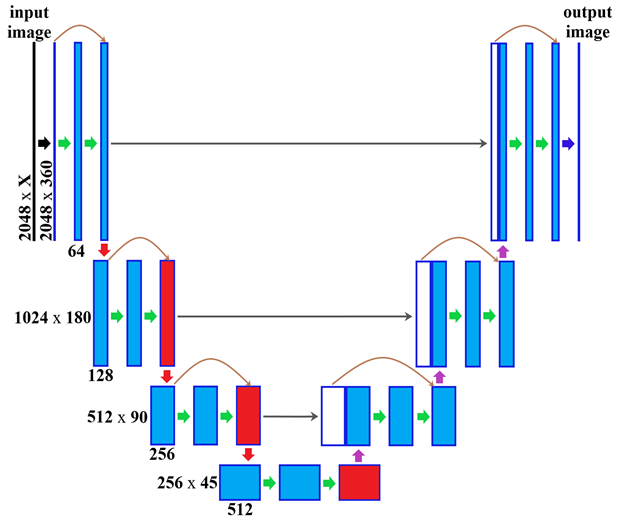 input
image
output
image
2048 x X
2048 x 360
64
1024 x 180
128
512 x 90
256
256 x 45
512